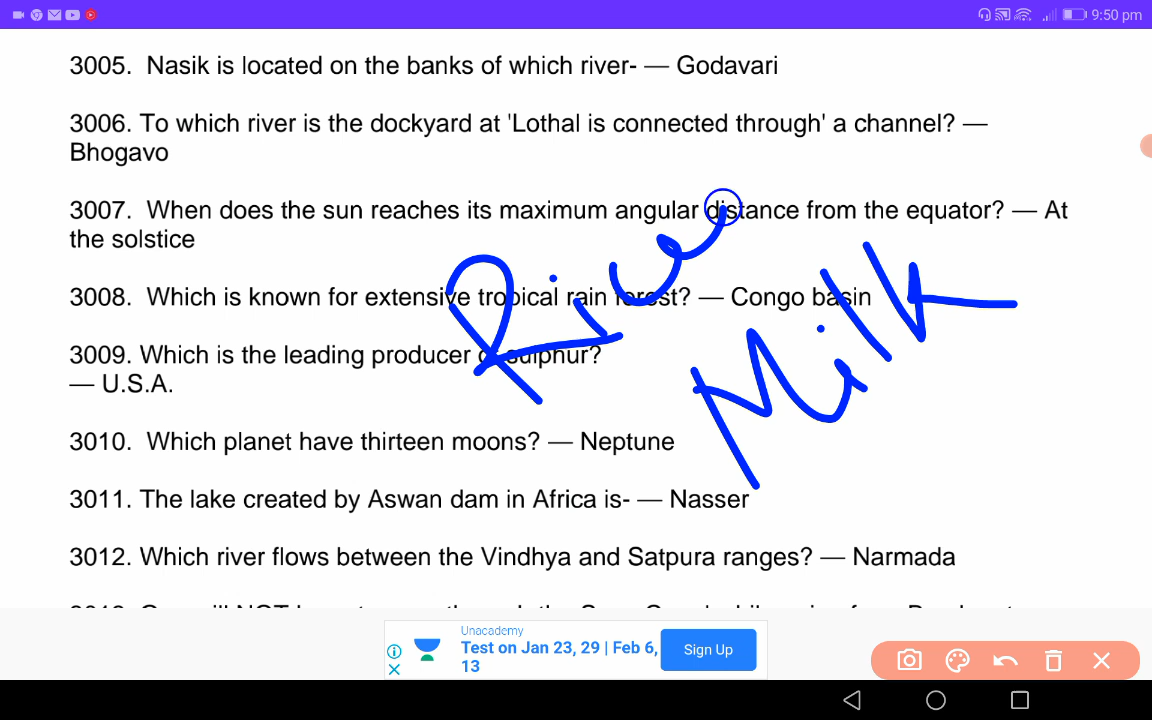 9:50 pm
3005. Nasik is located on the banks of which river- — Godavari
3006. To which river is the dockyard at 'Lothal is connected through' a channel? —
Bhogavo
3007. When does the sun reaches its maximum angular distance from the equator? — At
the solstice
3008. Which is known for extensive tropical rain forest? — Congo basin
3009. Which is the leading producer of sulphur?
— U.S.A.
Rice
Milk
3010. Which planet have thirteen moons? — Neptune
3011. The lake created by Aswan dam in Africa is- — Nasser
3012. Which river flows between the Vindhya and Satpura ranges? — Narmada
Unacademy
Test on Jan 23, 29 | Feb 6,
13
Sign Up